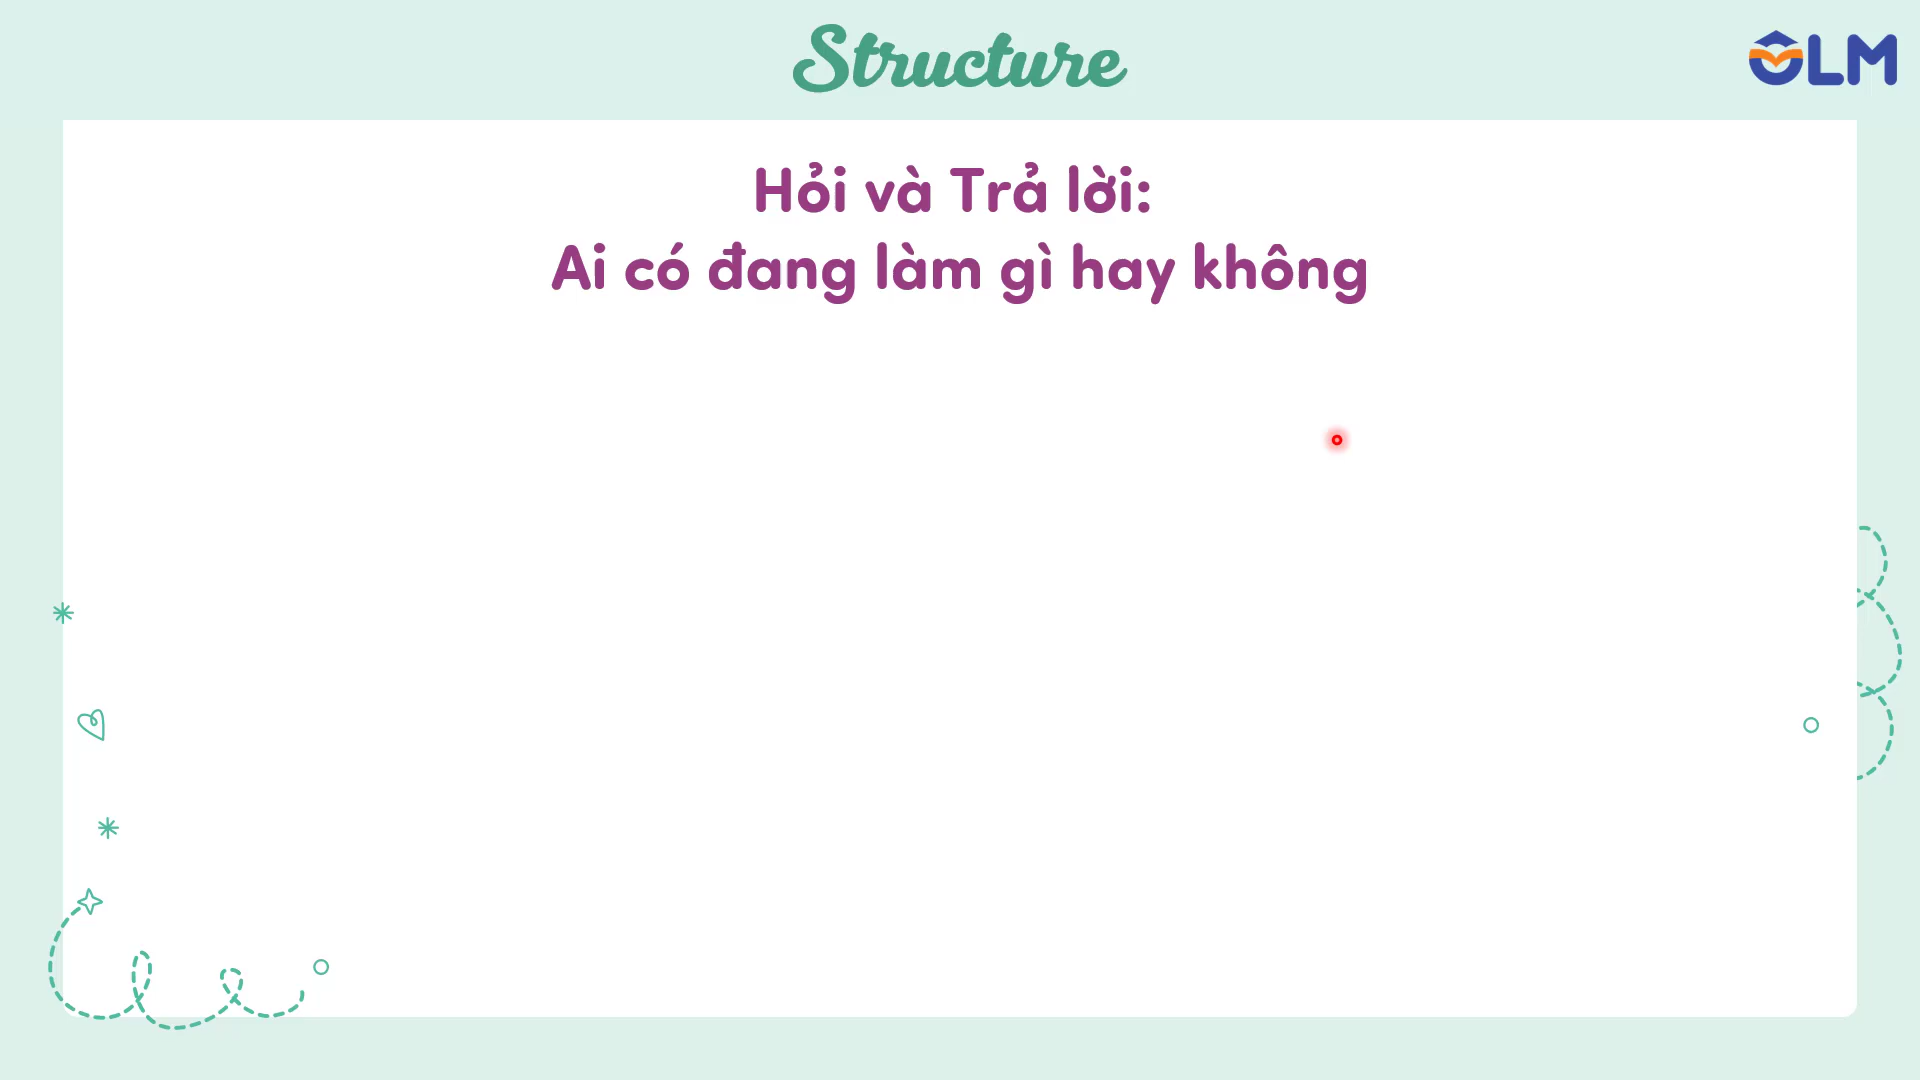 Structure
OLM
Hỏi và Trả lời:
Ai có đang làm gì hay không